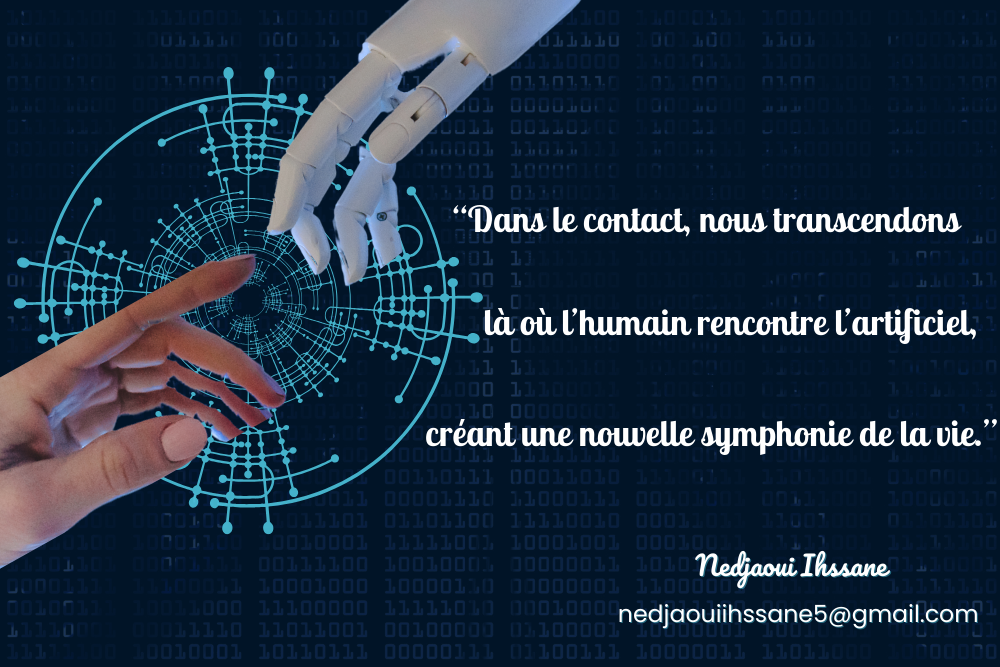 “Dans le contact, nous transcendons
là où l’humain rencontre l’artificiel,
créant une nouvelle symphonie de la vie.”
Nedjaoui Ihssane
nedjaouiihssane5@gmail.com